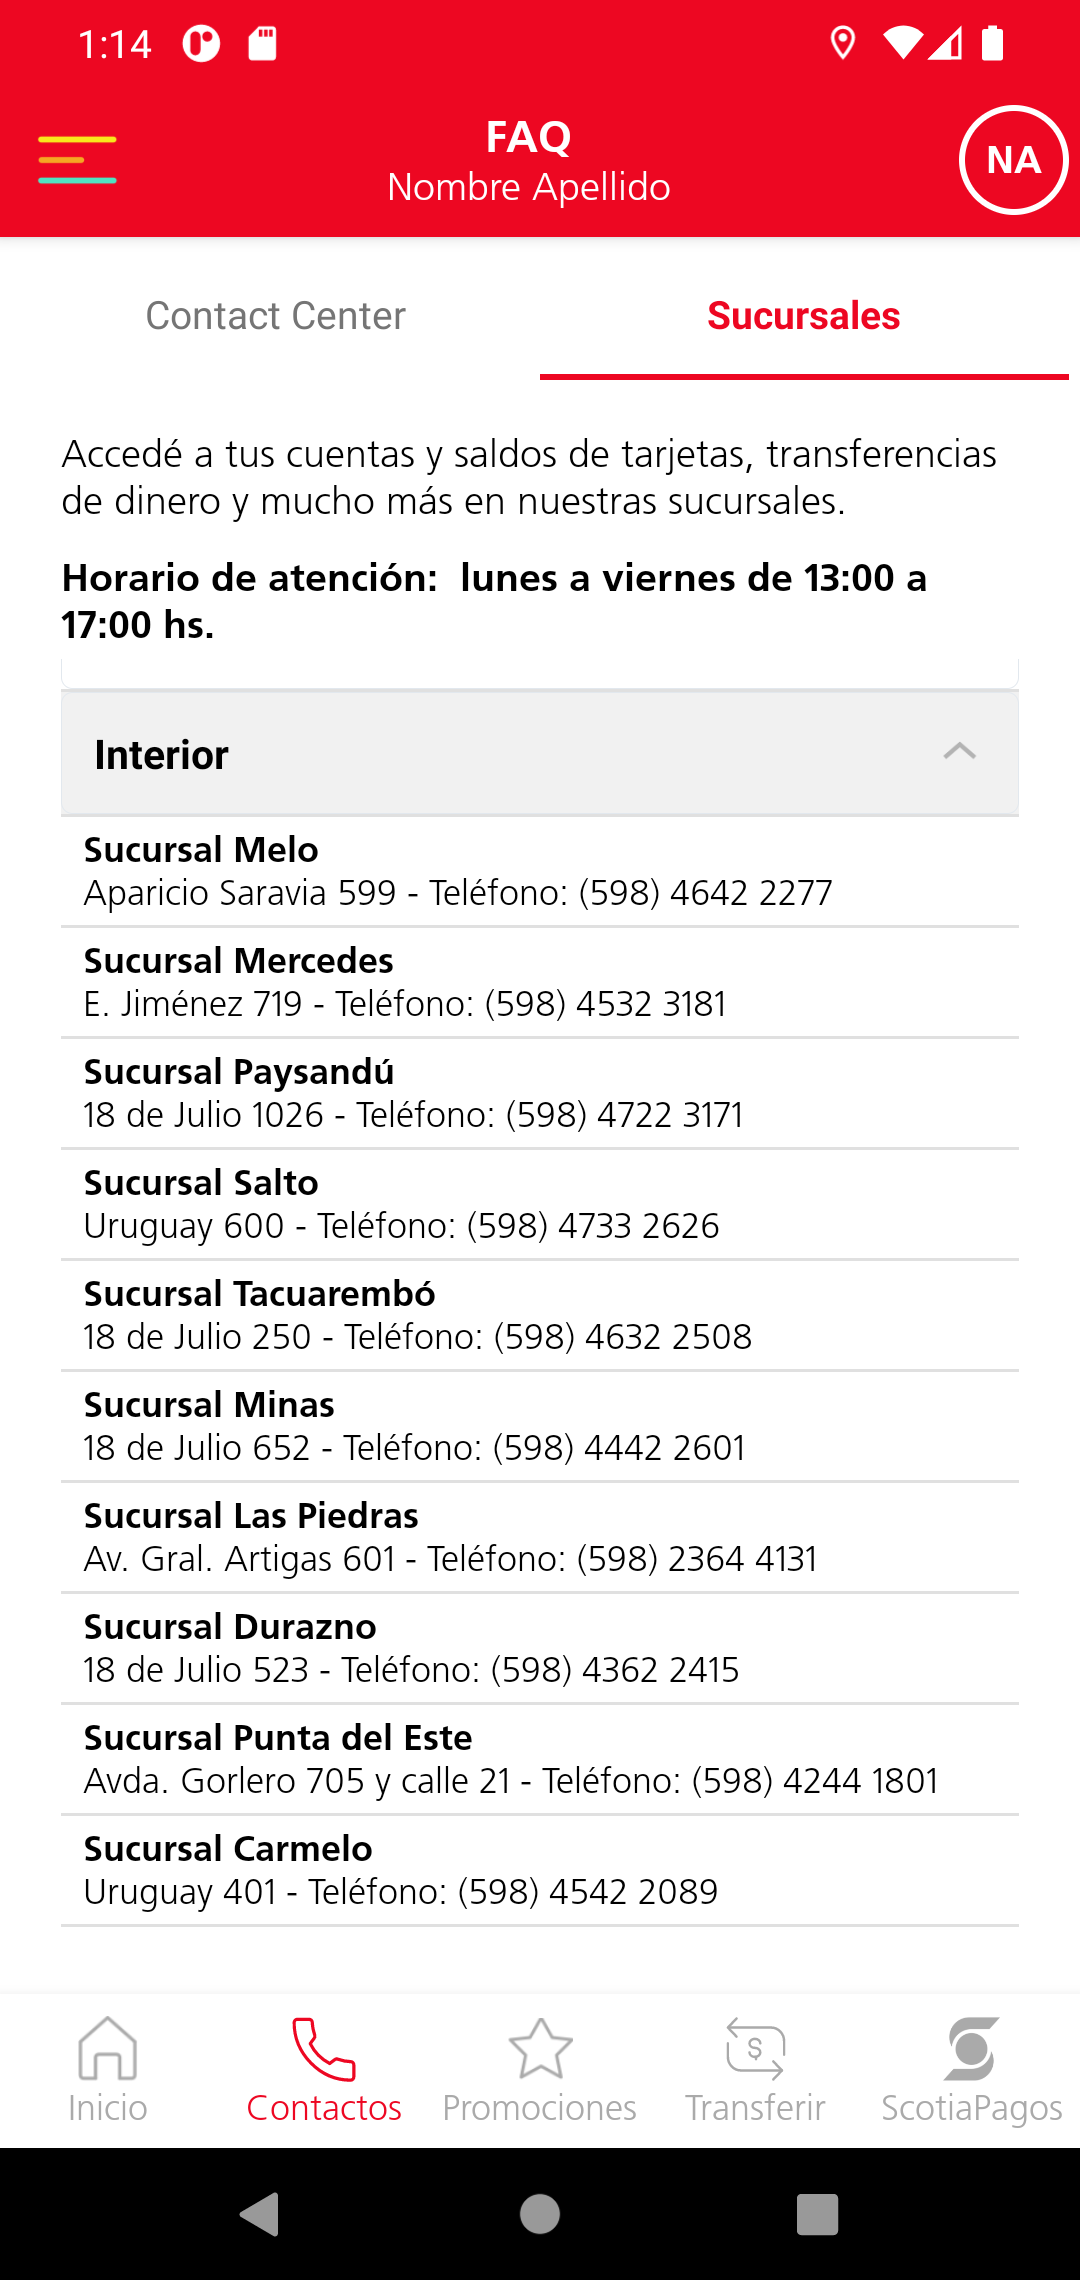 1:14
FAQ
Nombre Apellido
NA
Contact Center
Sucursales
Accedé a tus cuentas y saldos de tarjetas, transferencias
de dinero y mucho más en nuestras sucursales.
Horario de atención:  lunes a viernes de 13:00 a
17:00 hs.
Interior
Sucursal Melo
Aparicio Saravia 599 - Teléfono: (598) 4642 2277
Sucursal Mercedes
E. Jiménez 719 - Teléfono: (598) 4532 3181
Sucursal Paysandú
18 de Julio 1026 - Teléfono: (598) 4722 3171
Sucursal Salto
Uruguay 600 - Teléfono: (598) 4733 2626
Sucursal Tacuarembó
18 de Julio 250 - Teléfono: (598) 4632 2508
Sucursal Minas
18 de Julio 652 - Teléfono: (598) 4442 2601
Sucursal Las Piedras
Av. Gral. Artigas 601 - Teléfono: (598) 2364 4131
Sucursal Durazno
18 de Julio 523 - Teléfono: (598) 4362 2415
Sucursal Punta del Este
Avda. Gorlero 705 y calle 21 - Teléfono: (598) 4244 1801
Sucursal Carmelo
Uruguay 401 - Teléfono: (598) 4542 2089
Inicio
Contactos
Promociones
Transferir
ScotiaPagos